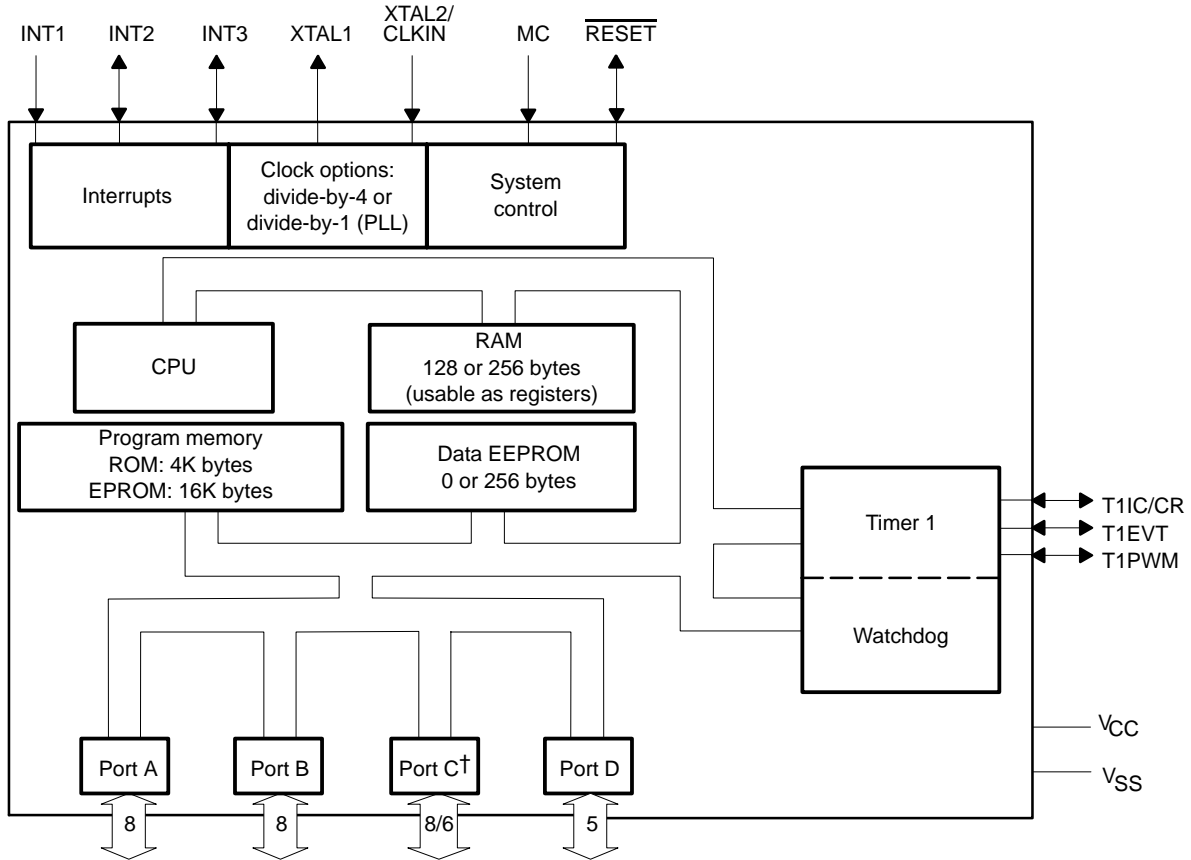 INT1 INT2 INT3 XTAL1 XTAL2/
CLKIN MC RESET
Interrupts
Clock options:
divide-by-4 or
divide-by-1 (PLL)
System
control
CPU
RAM
128 or 256 bytes
(usable as registers)
Program memory
ROM: 4K bytes
EPROM: 16K bytes
Data EEPROM
0 or 256 bytes
Timer 1
Watchdog
T1IC/CR
T1EVT
T1PWM
VCC
VSS
Port A
Port B
Port C†
Port D
8
8
8/6
5